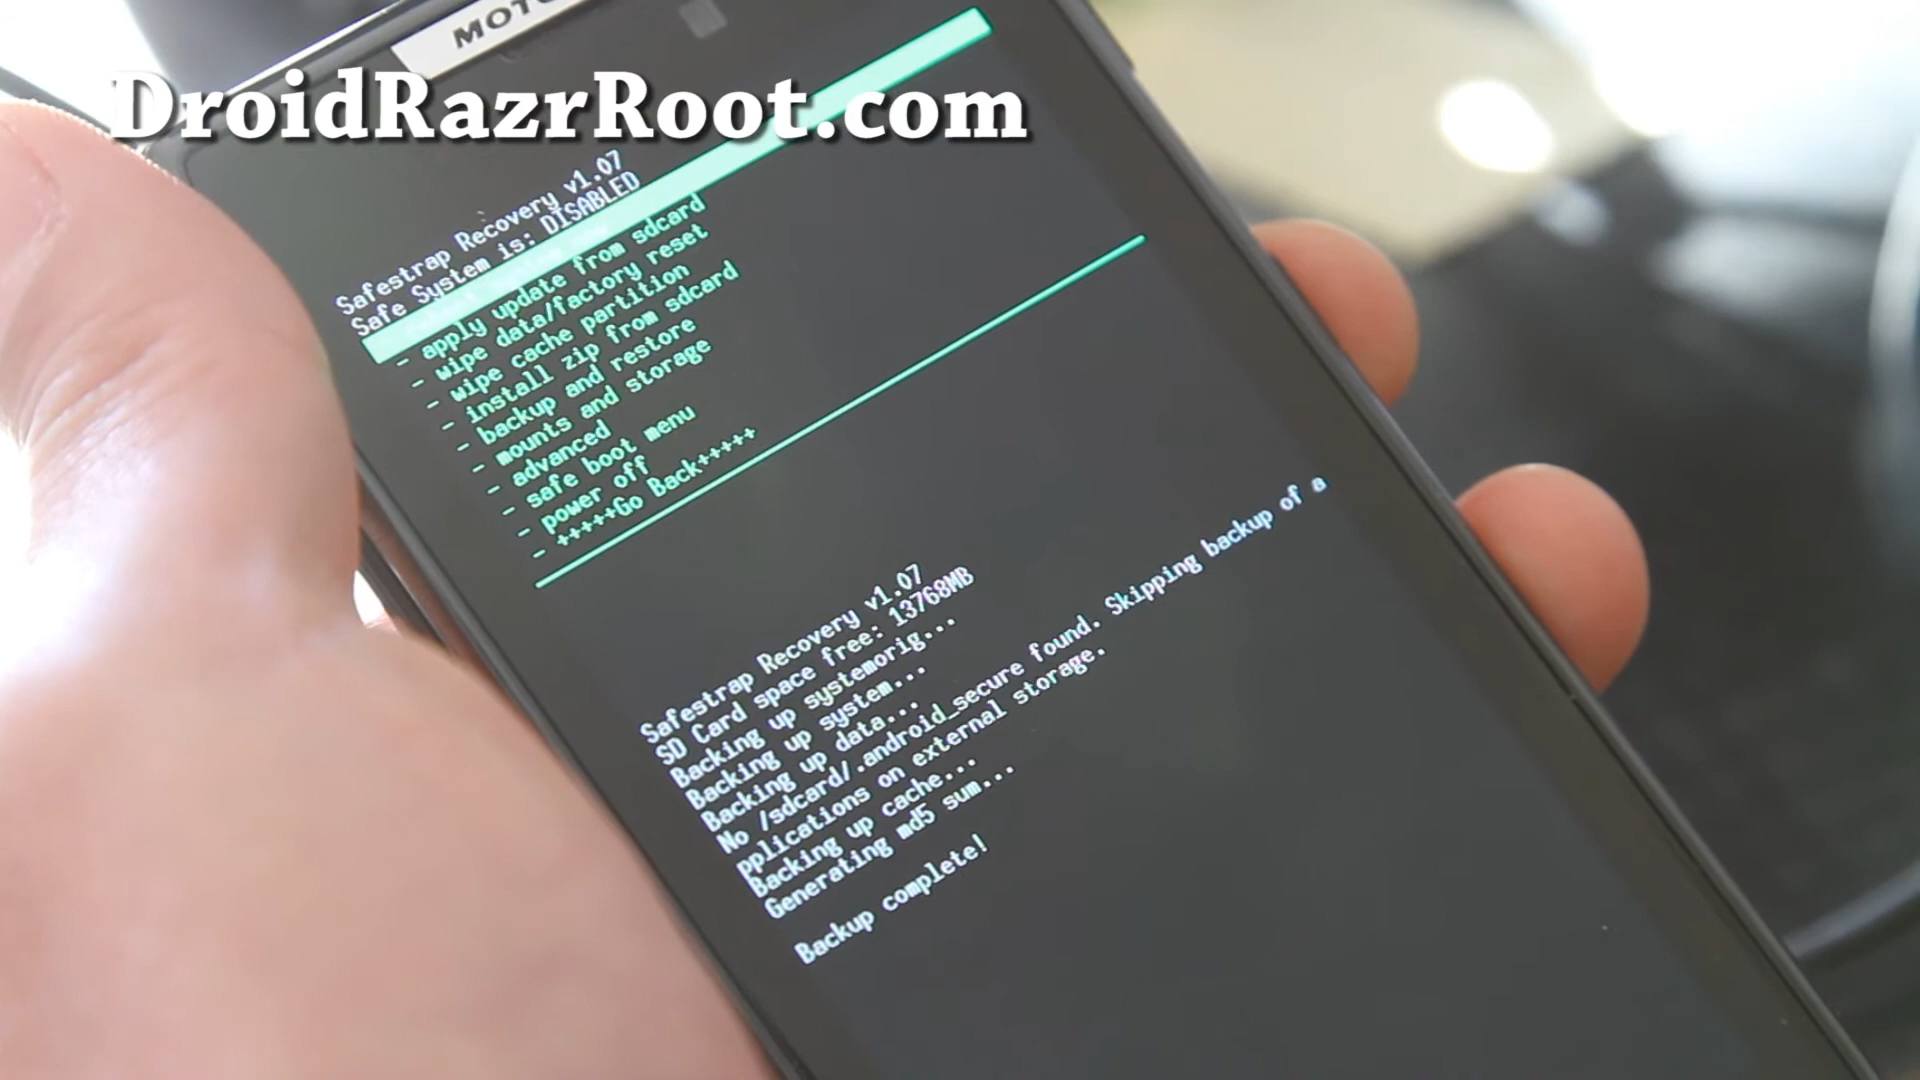 MOTO
DroidRazrRoot.com
Safestrap Recovery v1.07
Safe System is: DISABLED
- apply update from sdcard
- wipe data/factory reset
- wipe cache partition
- install zip from sdcard
- backup and restore
- mounts and storage
- advanced
- safe boot menu
- power off
- +++++Go Back+++++
Safestrap Recovery v1.07
SD Card space free: 13768MB
Backing up systemorig...
Backing up system...
Backing up data...
No /sdcard/.android_secure found. Skipping backup of a
pplications on external storage.
Backing up cache...
Generating md5 sum...
Backup complete!